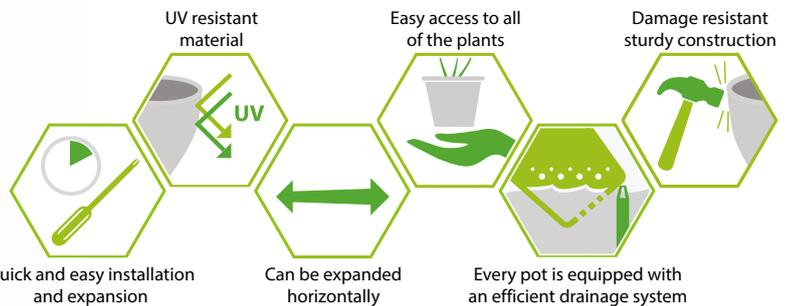 UV resistant
material
Easy access to all
of the plants
Damage resistant
sturdy construction
UV
uick and easy installation
and expansion
Can be expanded
horizontally
Every pot is equipped with
an efficient drainage system